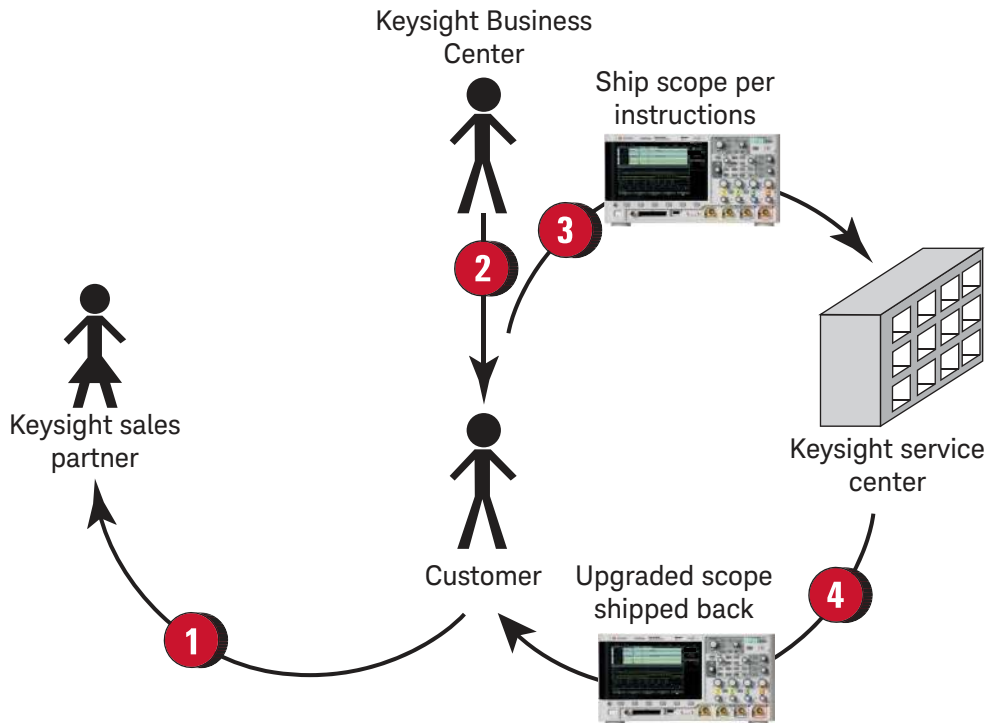 Keysight Business
Center
Ship scope per
instructions
3
2
Keysight sales
partner
Keysight service
center
Customer
Upgraded scope
shipped back
4
1